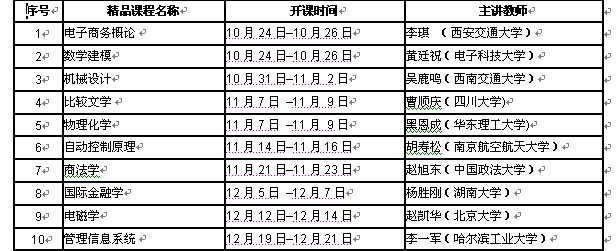 序号 精品课程名称 开课时间 主讲教师
1 电子商务概论 10月24日–10月26日 李琪（西安交通大学）
2 数学建模 10月24日–10月26日 黄廷祝（电子科技大学）
3 机械设计 10月31日–11月2日 吴鹿鸣（西南交通大学）
4 比较文学 11月7日–11月9日 曹顺庆（四川大学)
5 物理化学 11月7日–11月9日 黑恩成（华东理工大学)
6 自动控制原理 11月14日–11月16日 胡寿松（南京航空航天大学）
7 商法学 11月21日–11月23日 赵旭东（中国政法大学）
8 国际金融学 12月5日–12月7日 杨胜刚（湖南大学）
9 电磁学 12月12日–12月14日 赵凯华（北京大学）
10 管理信息系统 12月19日–12月21日 李一军（哈尔滨工业大学）